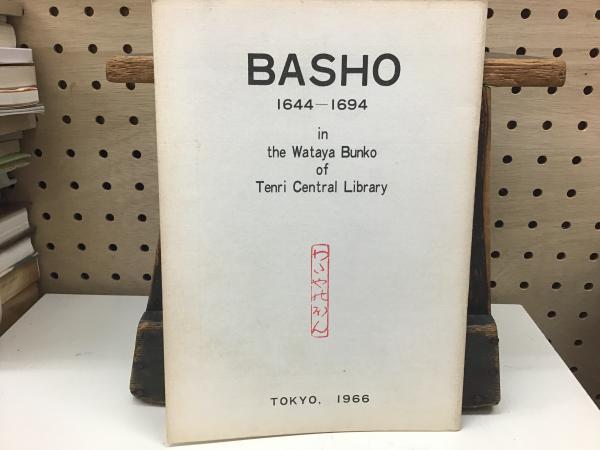 BASHO
1644—1694
in
the Wataya Bunko
of
Tenri Central Library
TOKYO. 1966